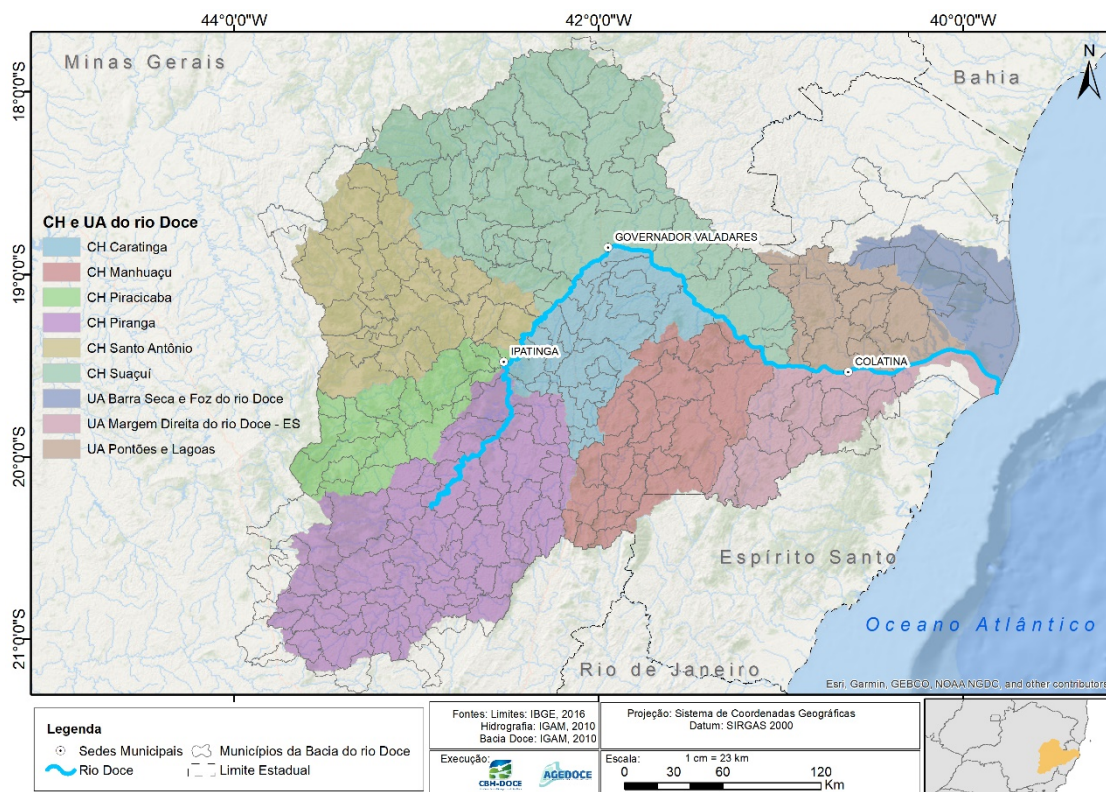 44°0'0"W 42°0'0"W 40°0'0"W
Minas Gerais
Bahia
N
18°0'0"S
19°0'0"S
20°0'0"S
21°0'0"S
CH e UA do rio Doce
CH Caratinga
CH Manhuaçu
CH Piracicaba
CH Piranga
CH Santo Antônio
CH Suaçuí
UA Barra Seca e Foz do rio Doce
UA Margem Direita do rio Doce - ES
UA Pontões e Lagoas
GOVERNADOR VALADARES
IPATINGA
COLATINA
Espírito Santo
Oceano Atlântico
Rio de Janeiro
Esri, Garmin, GEBCO, NOAA NGDC, and other contributors
Legenda
Sedes Municipais
Municípios da Bacia do rio Doce
Rio Doce
Limite Estadual
Fontes: Limites: IBGE, 2016
Hidrografia: IGAM, 2010
Bacia Doce: IGAM, 2010
Execução:
CBH-DOCE
AGEDOCE
Projeção: Sistema de Coordenadas Geográficas
Datum: SIRGAS 2000
Escala: 1 cm = 23 km
0 30 60 120
Km